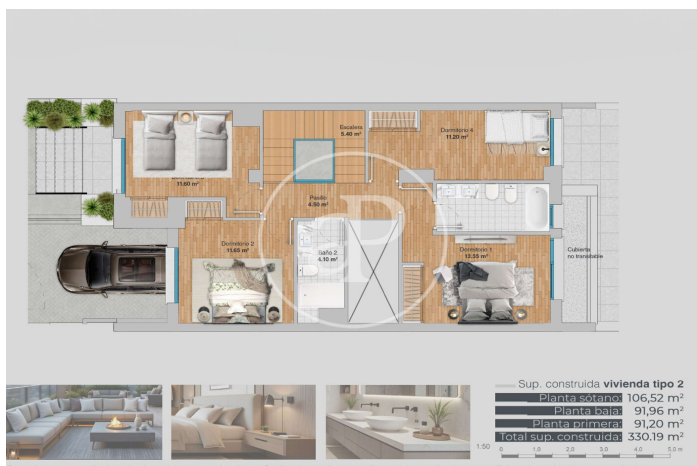 Escalera
5.40 m²
Dormitorio 4
11.20 m²
11.60 m²
Pasillo
4.50 m²
Dormitorio 2
11.65 m²
Baño 2
4.10 m²
Dormitorio 1
13.55 m²
Cubierta
no transitable
Sup. construida vivienda tipo 2
Planta sótano: 106,52 m²
Planta baja: 91,96 m²
Planta primera: 91,20 m²
Total sup. construida: 330.19 m²
1:50
0 1,0 2,0 3,0 4,0 5,0 m